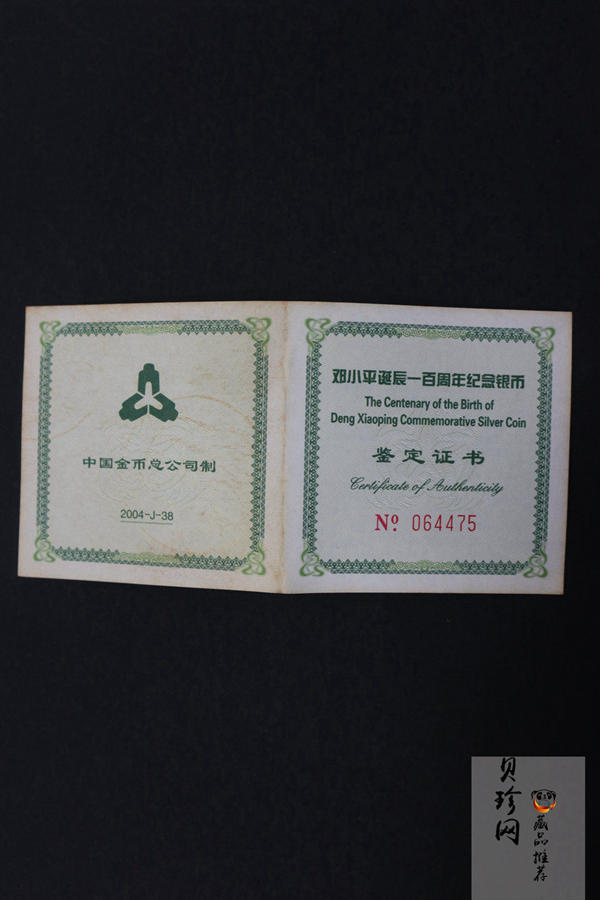 中国金币总公司制
2004-J-38
邓小平诞辰一百周年纪念银币
The Centenary of the Birth of
Deng Xiaoping Commemorative Silver Coin
鉴定证书
Certificate of Authenticity
Nº 064475
贝珍网
藏品推荐